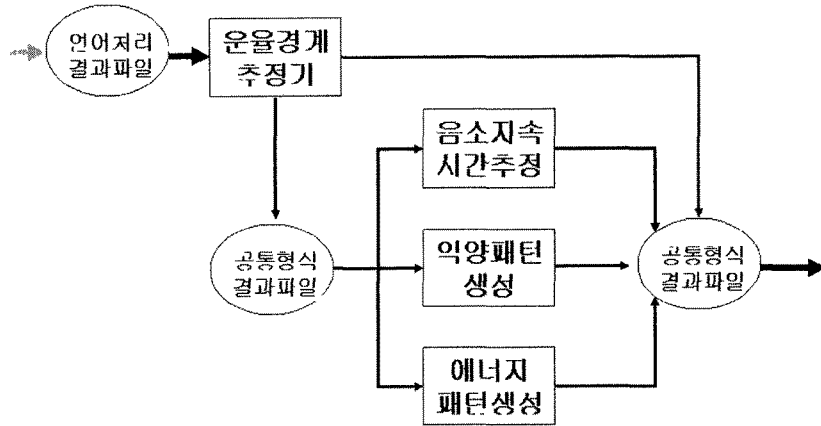 언어처리
결과파일
운율경계
추정기
음소지속
시간추정
공통형식
결과파일
억양패턴
생성
공통형식
결과파일
에너지
패턴생성